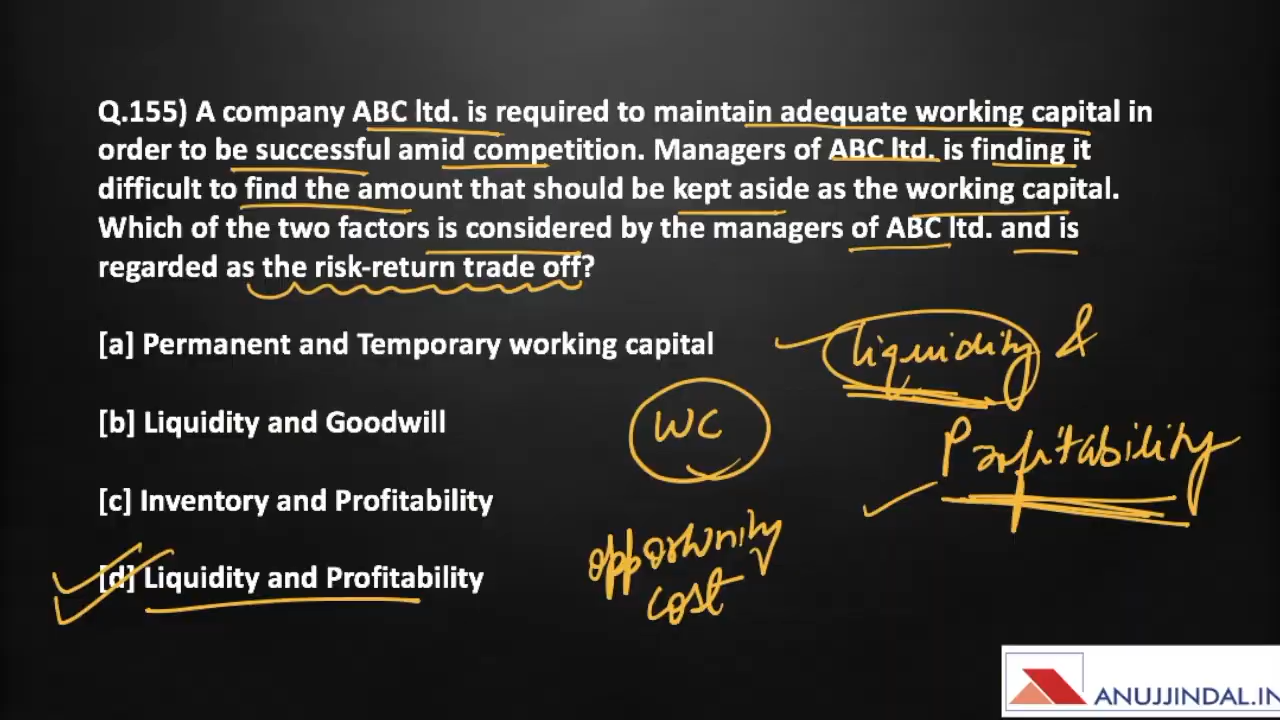 Q.155) A company ABC ltd. is required to maintain adequate working capital in
order to be successful amid competition. Managers of ABC ltd. is finding it
difficult to find the amount that should be kept aside as the working capital.
Which of the two factors is considered by the managers of ABC ltd. and is
regarded as the risk-return trade off?
[a] Permanent and Temporary working capital
liquidity &
[b] Liquidity and Goodwill
WC
Profitability
[c] Inventory and Profitability
opportunity
cost
[d] Liquidity and Profitability
ANUJJINDAL.IN